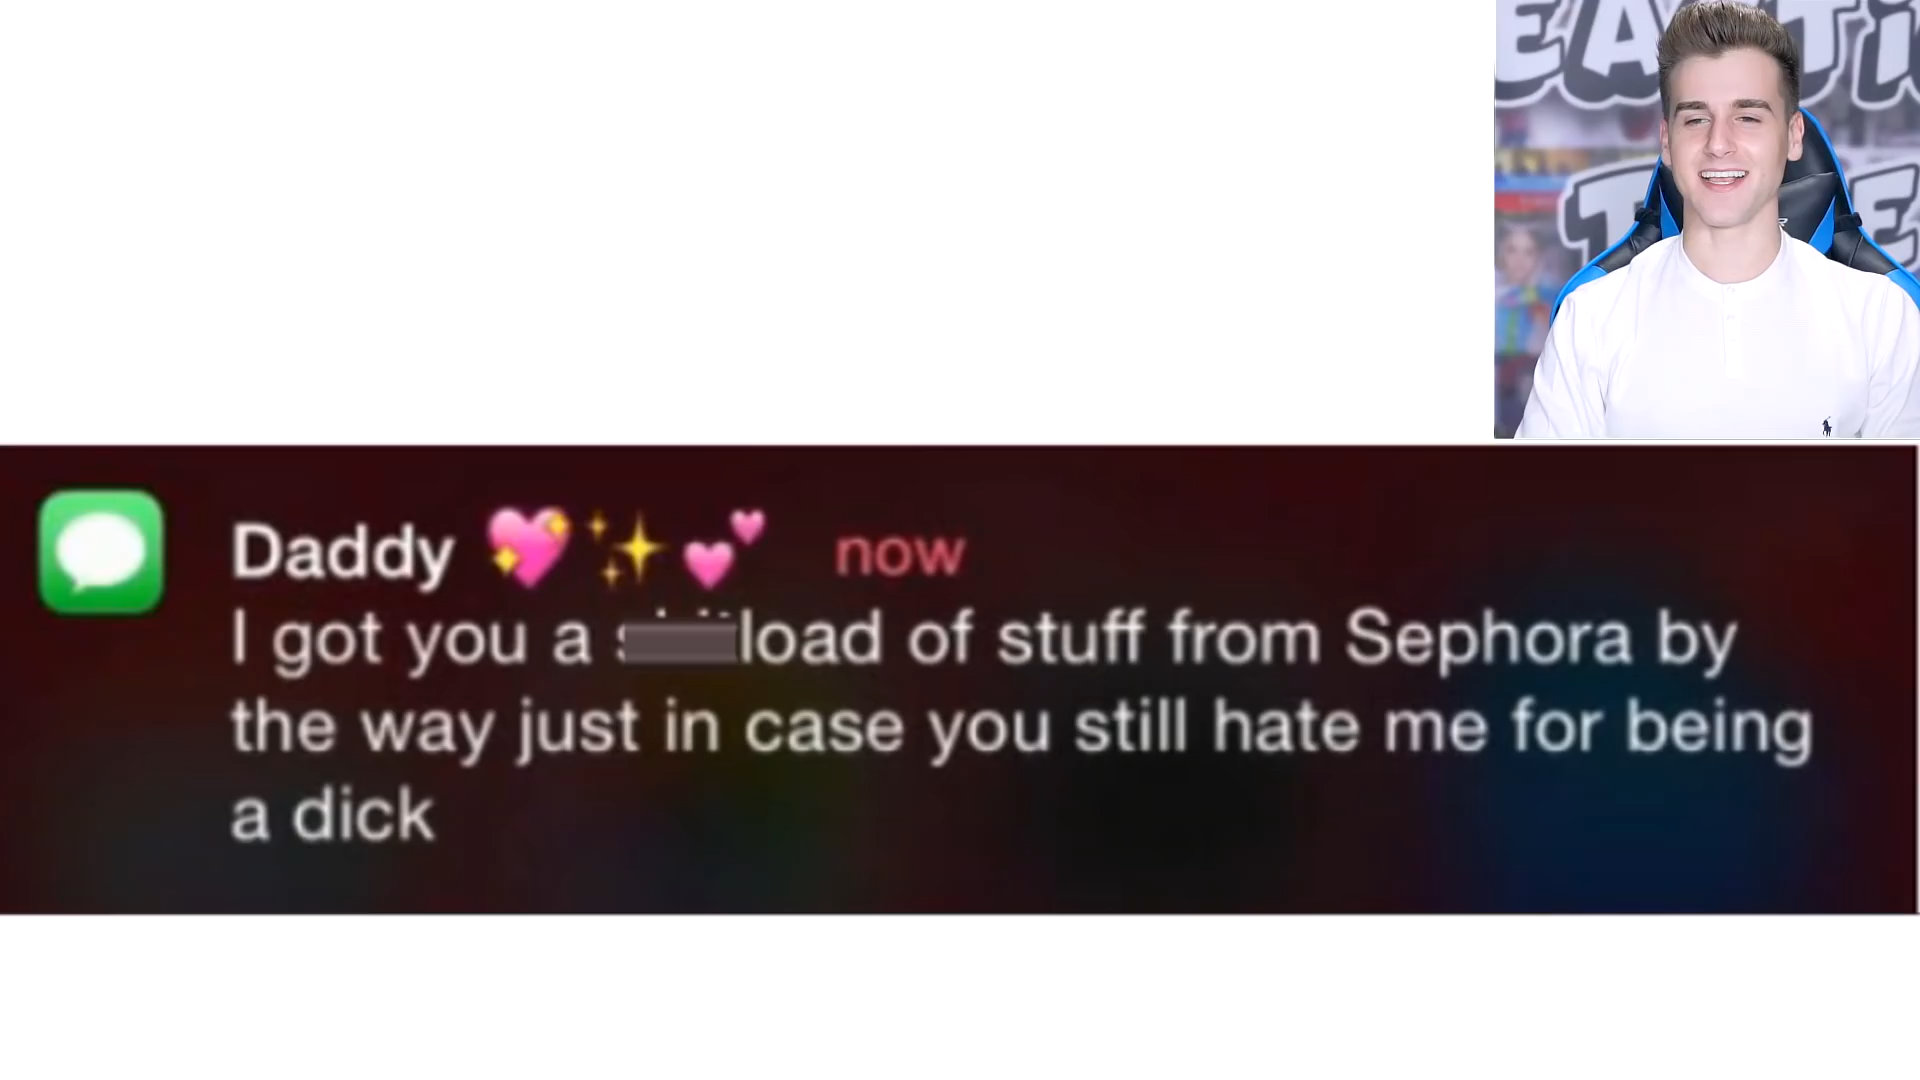 Daddy 💖✨💕 now
I got you a load of stuff from Sephora by
the way just in case you still hate me for being
a dick